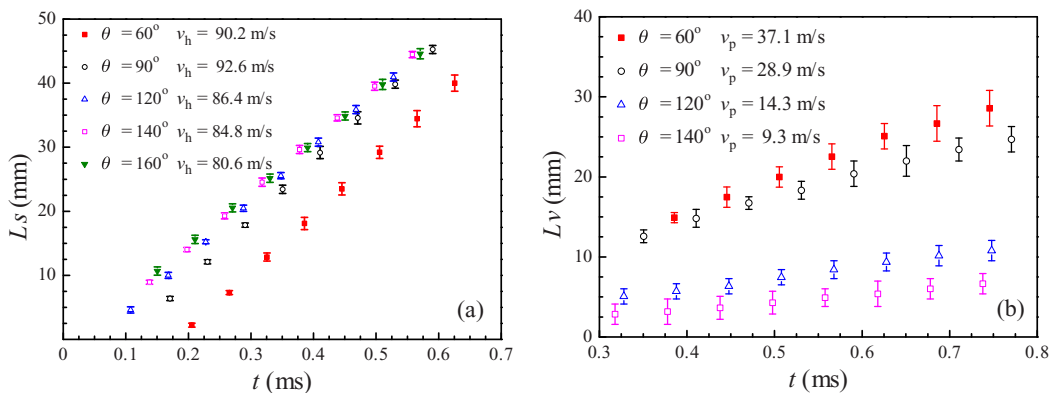 θ = 60° vh = 90.2 m/s
θ = 90° vh = 92.6 m/s
θ = 120° vh = 86.4 m/s
θ = 140° vh = 84.8 m/s
θ = 160° vh = 80.6 m/s
50
40
30
20
10
Ls (mm)
(a)
0 0.1 0.2 0.3 0.4 0.5 0.6 0.7
t (ms)
θ = 60° vp = 37.1 m/s
θ = 90° vp = 28.9 m/s
θ = 120° vp = 14.3 m/s
θ = 140° vp = 9.3 m/s
40
30
20
10
0
Lv (mm)
(b)
0.3 0.4 0.5 0.6 0.7 0.8
t (ms)